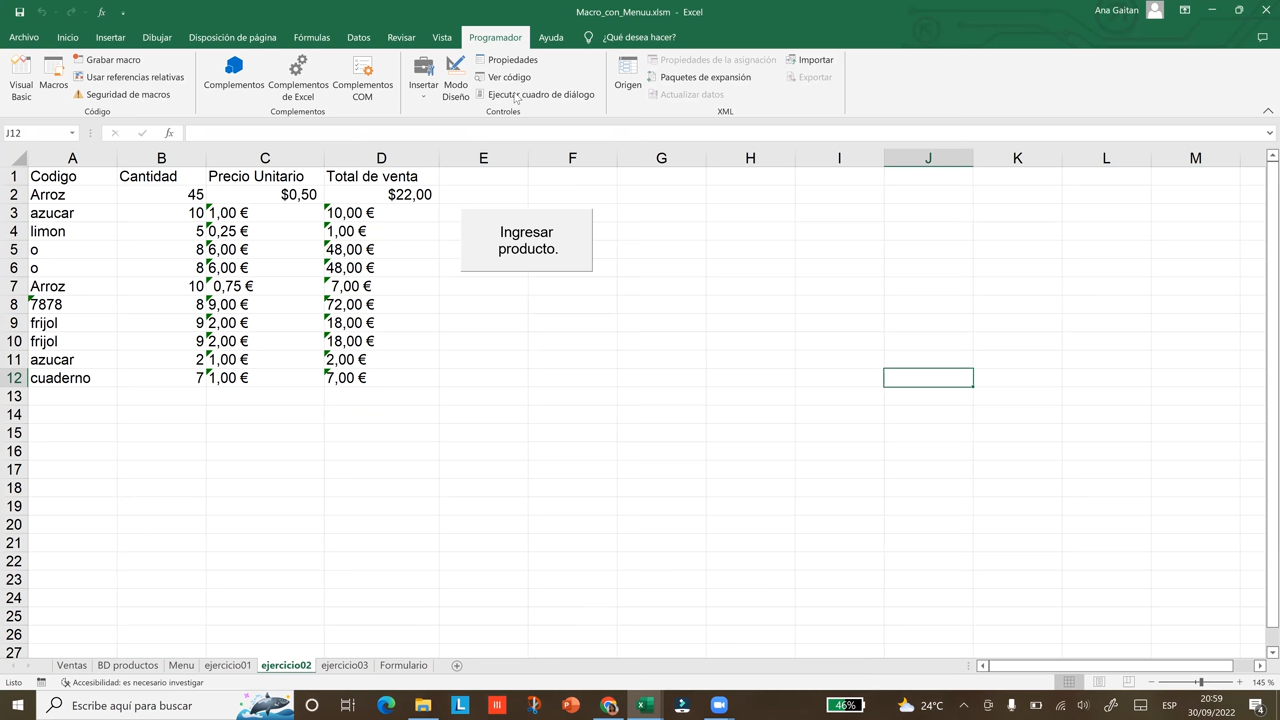 Macro_con_Menuu.xlsm - Excel
Ana Gaitan
Archivo Inicio Insertar Dibujar Disposición de página Fórmulas Datos Revisar Vista Programador Ayuda ¿Qué desea hacer?
Visual Basic
Macros
Grabar macro
Usar referencias relativas
Seguridad de macros
Código
Complementos
Complementos de Excel
Complementos COM
Complementos
Insertar
Modo Diseño
Propiedades
Ver código
Ejecutar cuadro de diálogo
Controles
Origen
Propiedades de la asignación
Paquetes de expansión
Actualizar datos
Importar
Exportar
XML
J12 fx
A B C D E F G H I J K L M
1 Codigo Cantidad Precio Unitario Total de venta
2 Arroz 45 $0,50 $22,00
3 azucar 10 1,00 € 10,00 €
4 limon 5 0,25 € 1,00 €
5 o 8 6,00 € 48,00 €
6 o 8 6,00 € 48,00 €
7 Arroz 10 0,75 € 7,00 €
8 7878 8 9,00 € 72,00 €
9 frijol 9 2,00 € 18,00 €
10 frijol 9 2,00 € 18,00 €
11 azucar 2 1,00 € 2,00 €
12 cuaderno 7 1,00 € 7,00 €
13
14
15
16
17
18
19
20
21
22
23
24
25
26
27
Ingresar
producto.
Ventas BD productos Menu ejercicio01 ejercicio02 ejercicio03 Formulario
Listo Accesibilidad: es necesario investigar 145 %
Escribe aquí para buscar
46% 24°C ESP 20:59
30/09/2022
4